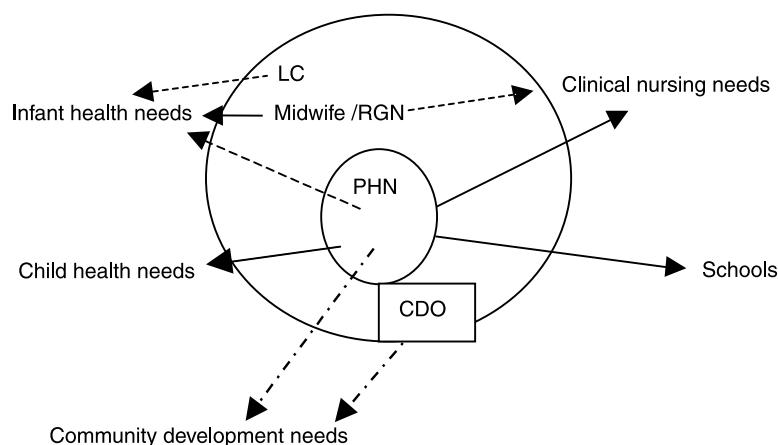 LC
Clinical nursing needs
Infant health needs
Midwife /RGN
PHN
Child health needs
Schools
CDO
Community development needs